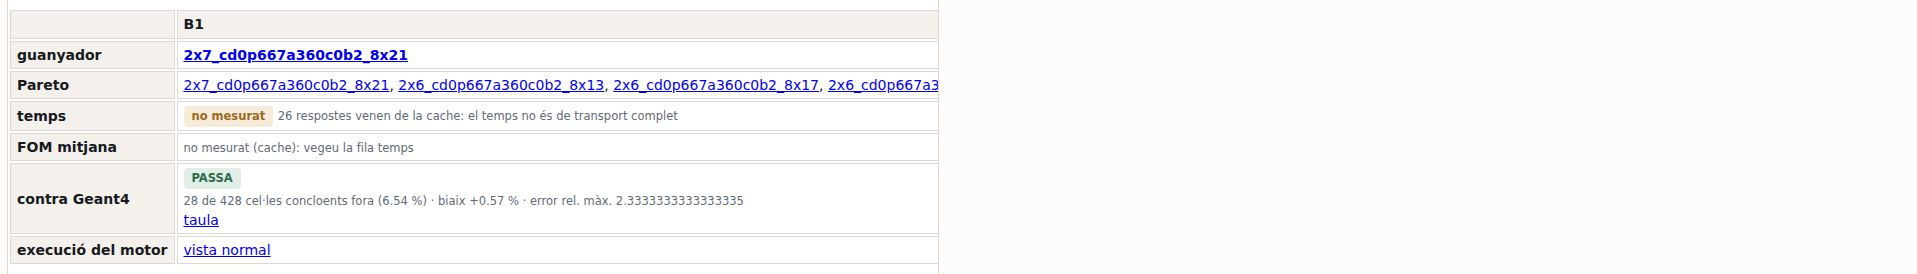 B1
guanyador 2x7_cd0p667a360c0b2_8x21
Pareto 2x7_cd0p667a360c0b2_8x21, 2x6_cd0p667a360c0b2_8x13, 2x6_cd0p667a360c0b2_8x17, 2x6_cd0p667a3
temps no mesurat 26 respostes venen de la cache: el temps no és de transport complet
FOM mitjana no mesurat (cache): vegeu la fila temps
contra Geant4
PASSA
28 de 428 cel·les concloents fora (6.54 %) · biaix +0.57 % · error rel. màx. 2.3333333333333335
taula
execució del motor vista normal